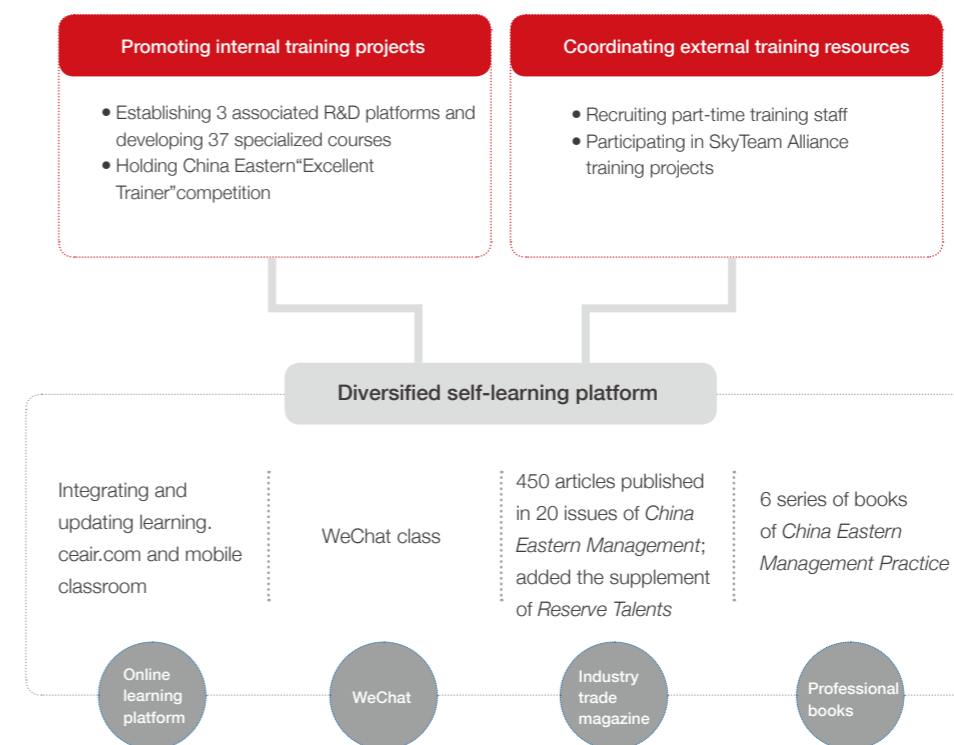 Promoting internal training projects
• Establishing 3 associated R&D platforms and
developing 37 specialized courses
• Holding China Eastern“Excellent
Trainer”competition
Coordinating external training resources
• Recruiting part-time training staff
• Participating in SkyTeam Alliance
training projects
Diversified self-learning platform
Integrating and
updating learning.
ceair.com and mobile
classroom
WeChat class
450 articles published
in 20 issues of China
Eastern Management;
added the supplement
of Reserve Talents
6 series of books
of China Eastern
Management Practice
Online
learning
platform
WeChat
Industry
trade
magazine
Professional
books